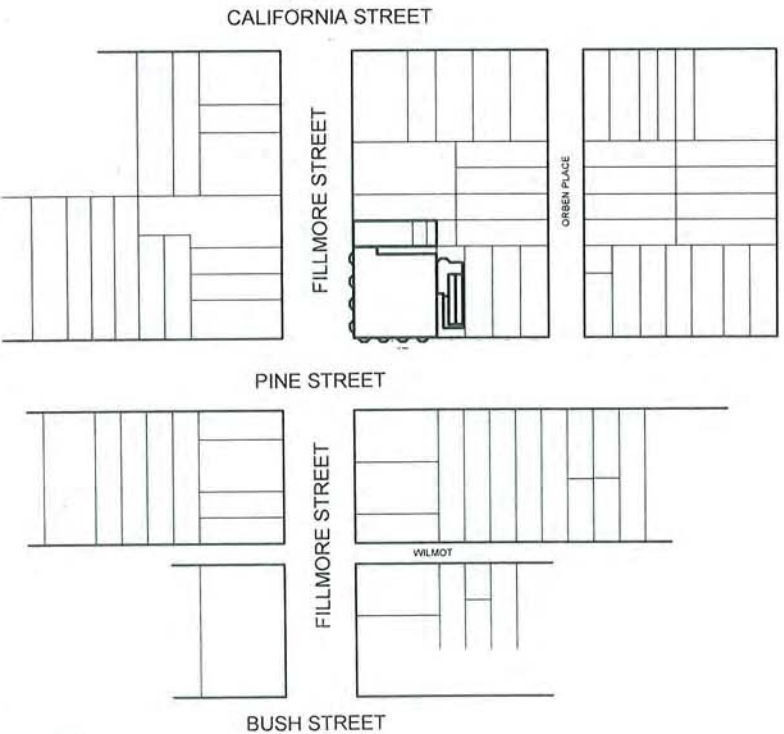 CALIFORNIA STREET
FILLMORE STREET
ORBEN PLACE
PINE STREET
FILLMORE STREET
WILMOT
BUSH STREET